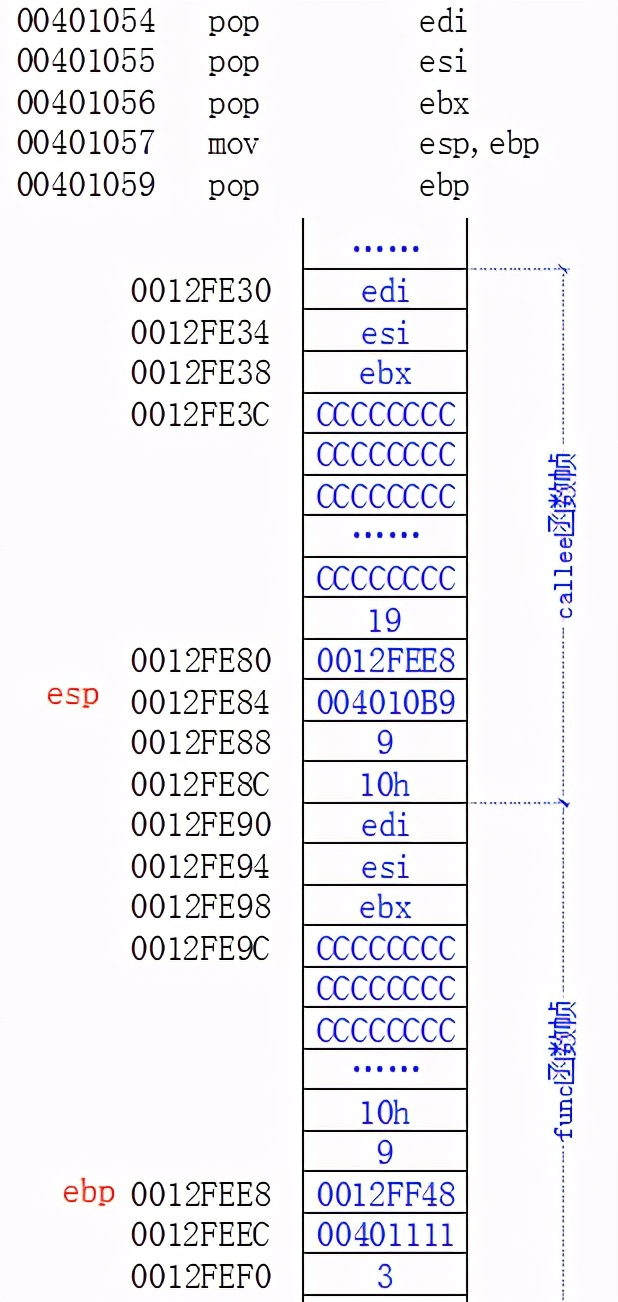 00401054 pop edi
00401055 pop esi
00401056 pop ebx
00401057 mov esp, ebp
00401059 pop ebp
......
0012FE30 edi
0012FE34 esi
0012FE38 ebx
0012FE3C CCCCCCCC
CCCCCCCC
CCCCCCCC
......
CCCCCCCC
19
0012FE80 0012FEE8
esp 0012FE84 004010B9
0012FE88 9
0012FE8C 10h
callee函数帧
0012FE90 edi
0012FE94 esi
0012FE98 ebx
0012FE9C CCCCCCCC
CCCCCCCC
CCCCCCCC
......
10h
9
ebp 0012FEE8 0012FF48
0012FEEC 00401111
0012FEF0 3
func函数帧